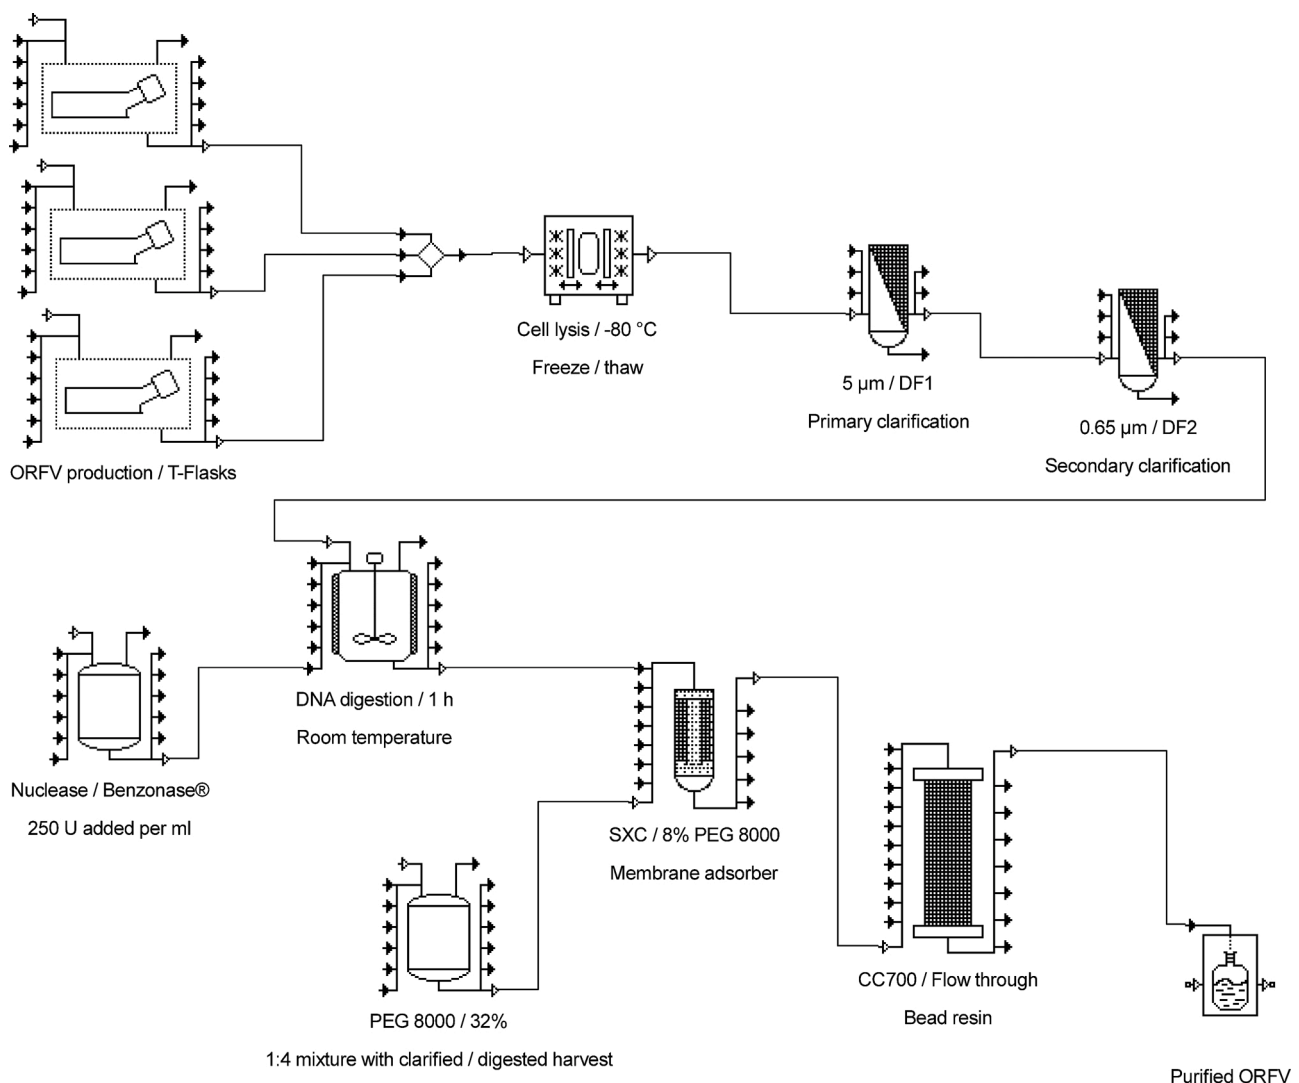 Cell lysis / -80 °C
Freeze / thaw
5 µm / DF1
Primary clarification
0.65 µm / DF2
Secondary clarification
ORFV production / T-Flasks
DNA digestion / 1 h
Room temperature
Nuclease / Benzonase®
250 U added per ml
SXC / 8% PEG 8000
Membrane adsorber
CC700 / Flow through
Bead resin
PEG 8000 / 32%
1:4 mixture with clarified / digested harvest
Purified ORFV